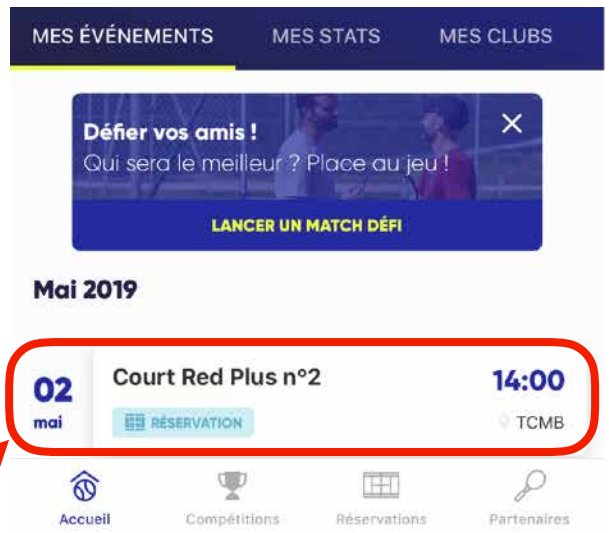 MES ÉVÉNEMENTS MES STATS MES CLUBS
Défier vos amis !
Qui sera le meilleur ? Place au jeu !
LANCER UN MATCH DÉFI
Mai 2019
02 Court Red Plus n°2 14:00
mai RÉSERVATION TCMB
Accueil Compétitions Réservations Partenaires